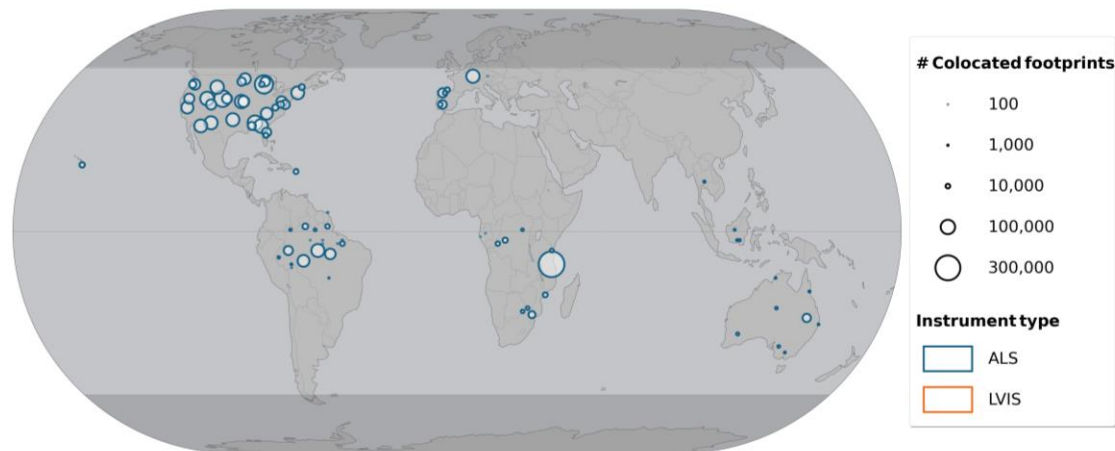 # Colocated footprints
100
1,000
10,000
100,000
300,000
Instrument type
ALS
LVIS